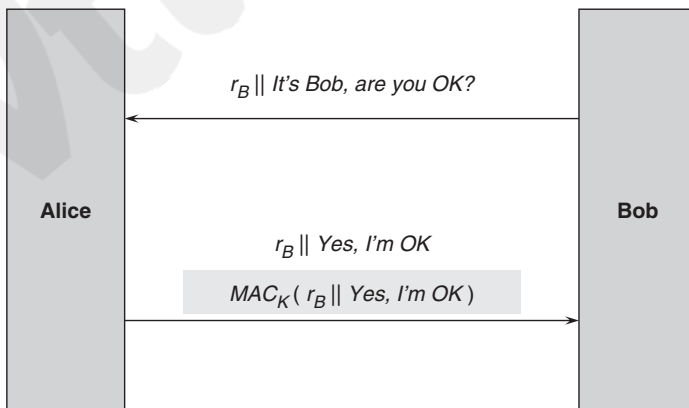 r_B || It's Bob, are you OK?
Alice
Bob
r_B || Yes, I'm OK
MAC_K ( r_B || Yes, I'm OK )